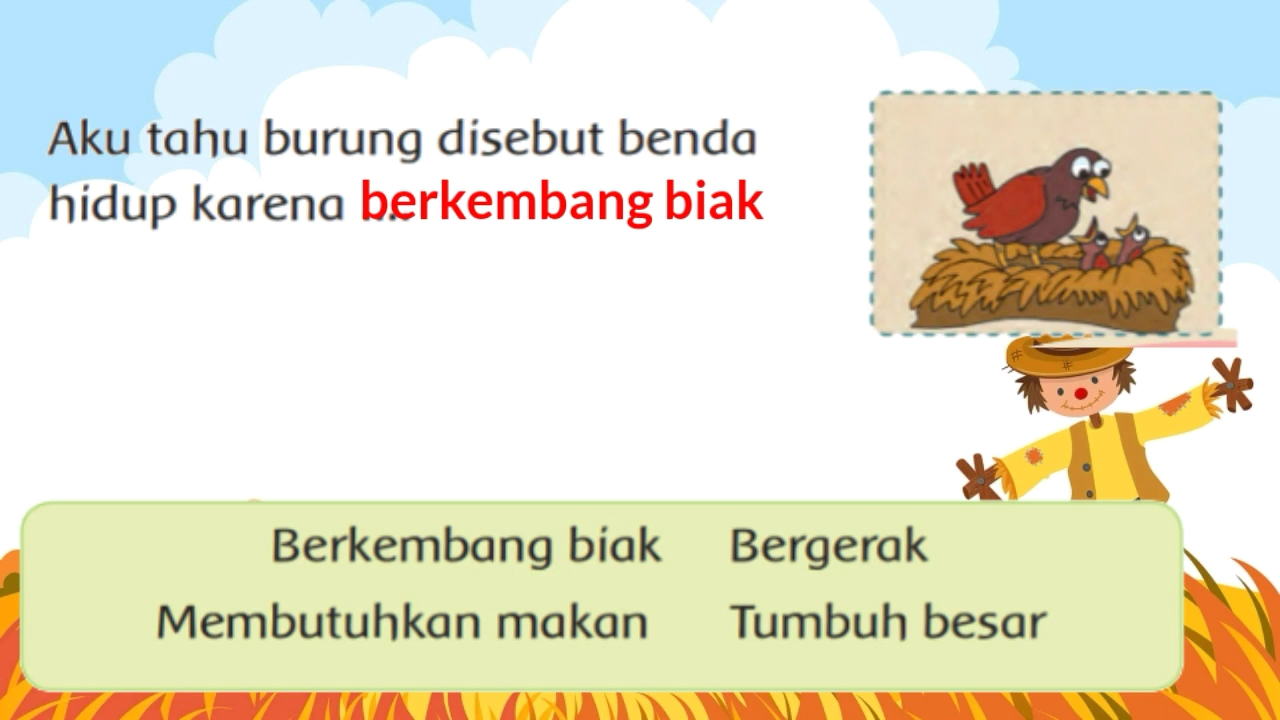 Aku tahu burung disebut benda
hidup karena ... berkembang biak
Berkembang biak Bergerak
Membutuhkan makan Tumbuh besar